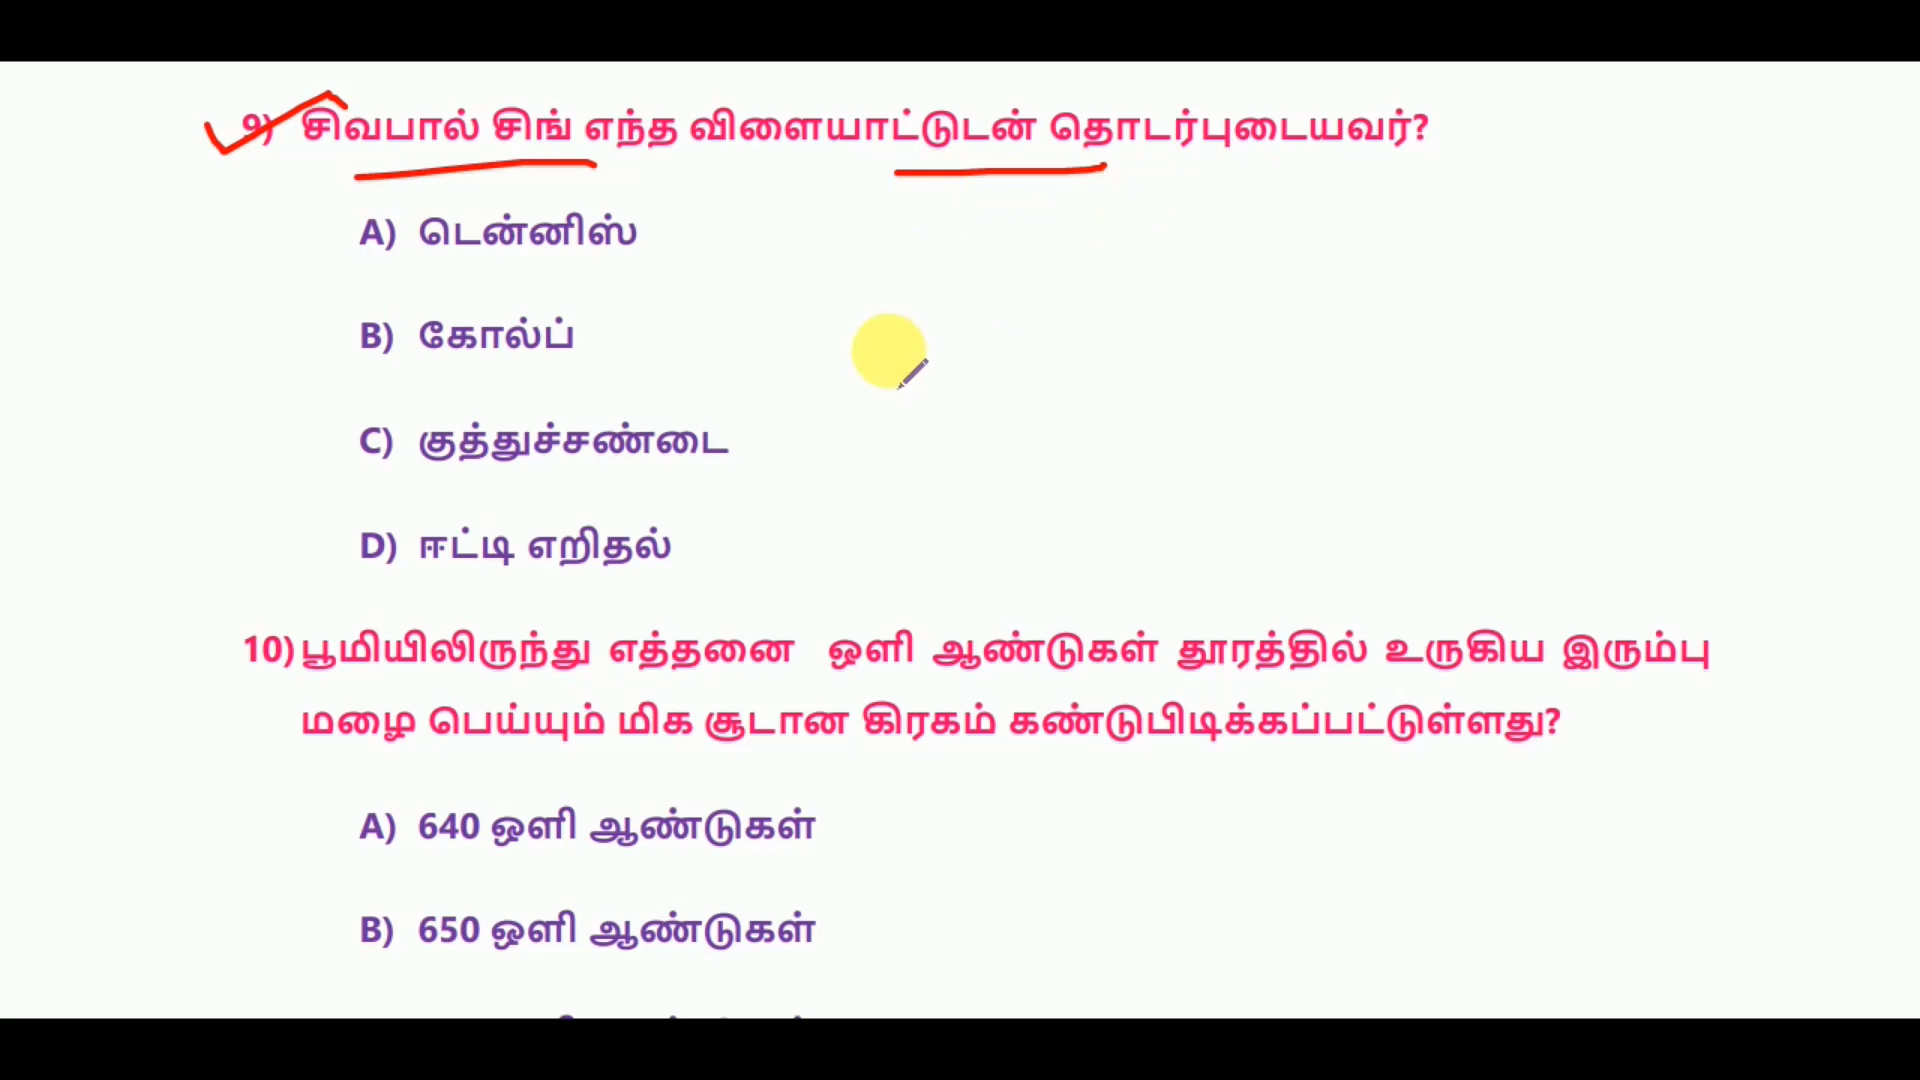 9) சிவபால் சிங் எந்த விளையாட்டுடன் தொடர்புடையவர்?
A) டென்னிஸ்
B) கோல்ப்
C) குத்துச்சண்டை
D) ஈட்டி எறிதல்
10) பூமியிலிருந்து எத்தனை ஒளி ஆண்டுகள் தூரத்தில் உருகிய இரும்பு
மழை பெய்யும் மிக சூடான கிரகம் கண்டுபிடிக்கப்பட்டுள்ளது?
A) 640 ஒளி ஆண்டுகள்
B) 650 ஒளி ஆண்டுகள்